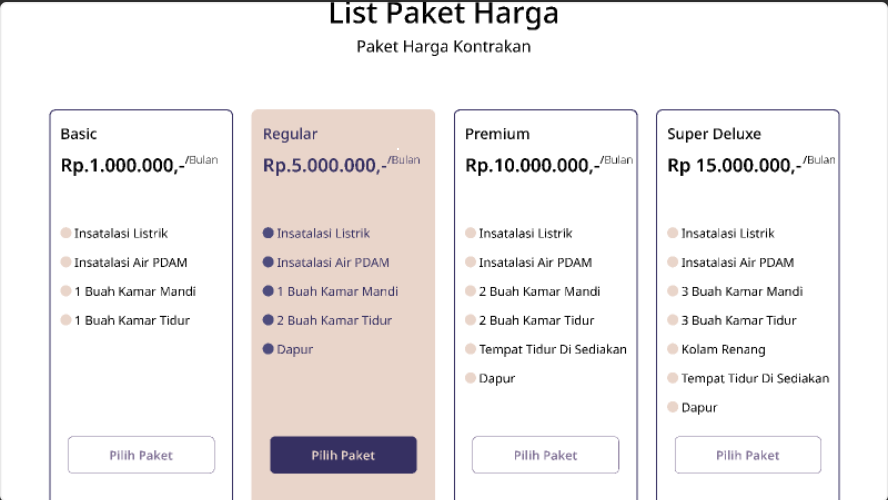 List Paket Harga
Paket Harga Kontrakan
Basic
Rp.1.000.000,-/Bulan
Insatalasi Listrik
Insatalasi Air PDAM
1 Buah Kamar Mandi
1 Buah Kamar Tidur
Pilih Paket
Regular
Rp.5.000.000,-/Bulan
Insatalasi Listrik
Insatalasi Air PDAM
1 Buah Kamar Mandi
2 Buah Kamar Tidur
Dapur
Pilih Paket
Premium
Rp.10.000.000,-/Bulan
Insatalasi Listrik
Insatalasi Air PDAM
2 Buah Kamar Mandi
2 Buah Kamar Tidur
Tempat Tidur Di Sediakan
Dapur
Pilih Paket
Super Deluxe
Rp 15.000.000,-/Bulan
Insatalasi Listrik
Insatalasi Air PDAM
3 Buah Kamar Mandi
3 Buah Kamar Tidur
Kolam Renang
Tempat Tidur Di Sediakan
Dapur
Pilih Paket